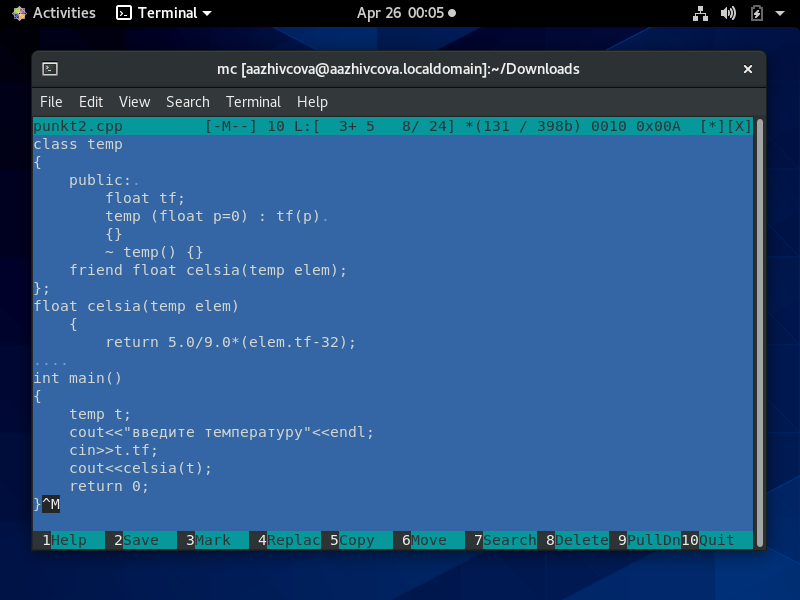 Activities Terminal Apr 26 00:05
mc [aazhivcova@aazhivcova.localdomain]:~/Downloads ×
File Edit View Search Terminal Help
punkt2.cpp [-M--] 10 L:[ 3+ 5 8/ 24] *(131 / 398b) 0010 0x00A [*][X]
class temp
{
    public:.
        float tf;
        temp (float p=0) : tf(p).
        {}
        ~ temp() {}
    friend float celsia(temp elem);
};
float celsia(temp elem)
    {
        return 5.0/9.0*(elem.tf-32);
....
int main()
{
    temp t;
    cout<<"введите температуру"<<endl;
    cin>>t.tf;
    cout<<celsia(t);
    return 0;
}^M
1Help 2Save 3Mark 4Replac 5Copy 6Move 7Search 8Delete 9PullDn 10Quit